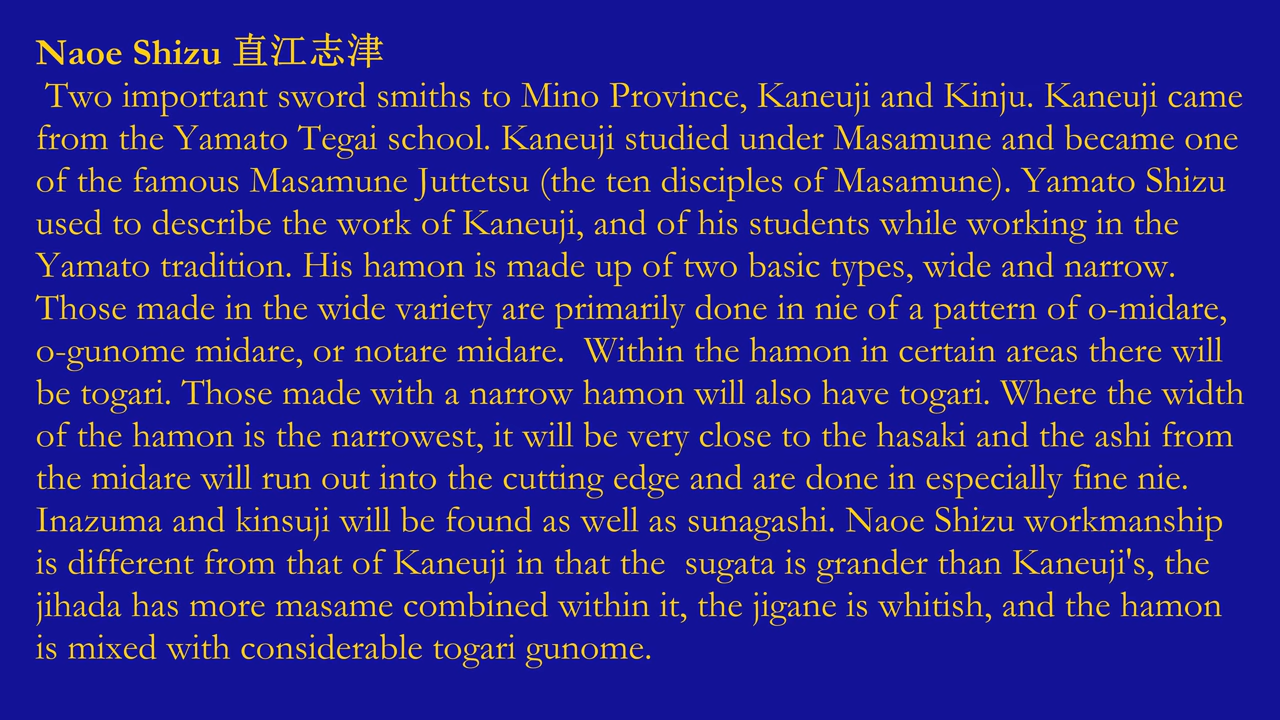 Naoe Shizu 直江志津
Two important sword smiths to Mino Province, Kaneuji and Kinju. Kaneuji came
from the Yamato Tegai school. Kaneuji studied under Masamune and became one
of the famous Masamune Juttetsu (the ten disciples of Masamune). Yamato Shizu
used to describe the work of Kaneuji, and of his students while working in the
Yamato tradition. His hamon is made up of two basic types, wide and narrow.
Those made in the wide variety are primarily done in nie of a pattern of o-midare,
o-gunome midare, or notare midare.  Within the hamon in certain areas there will
be togari. Those made with a narrow hamon will also have togari. Where the width
of the hamon is the narrowest, it will be very close to the hasaki and the ashi from
the midare will run out into the cutting edge and are done in especially fine nie.
Inazuma and kinsuji will be found as well as sunagashi. Naoe Shizu workmanship
is different from that of Kaneuji in that the  sugata is grander than Kaneuji's, the
jihada has more masame combined within it, the jigane is whitish, and the hamon
is mixed with considerable togari gunome.